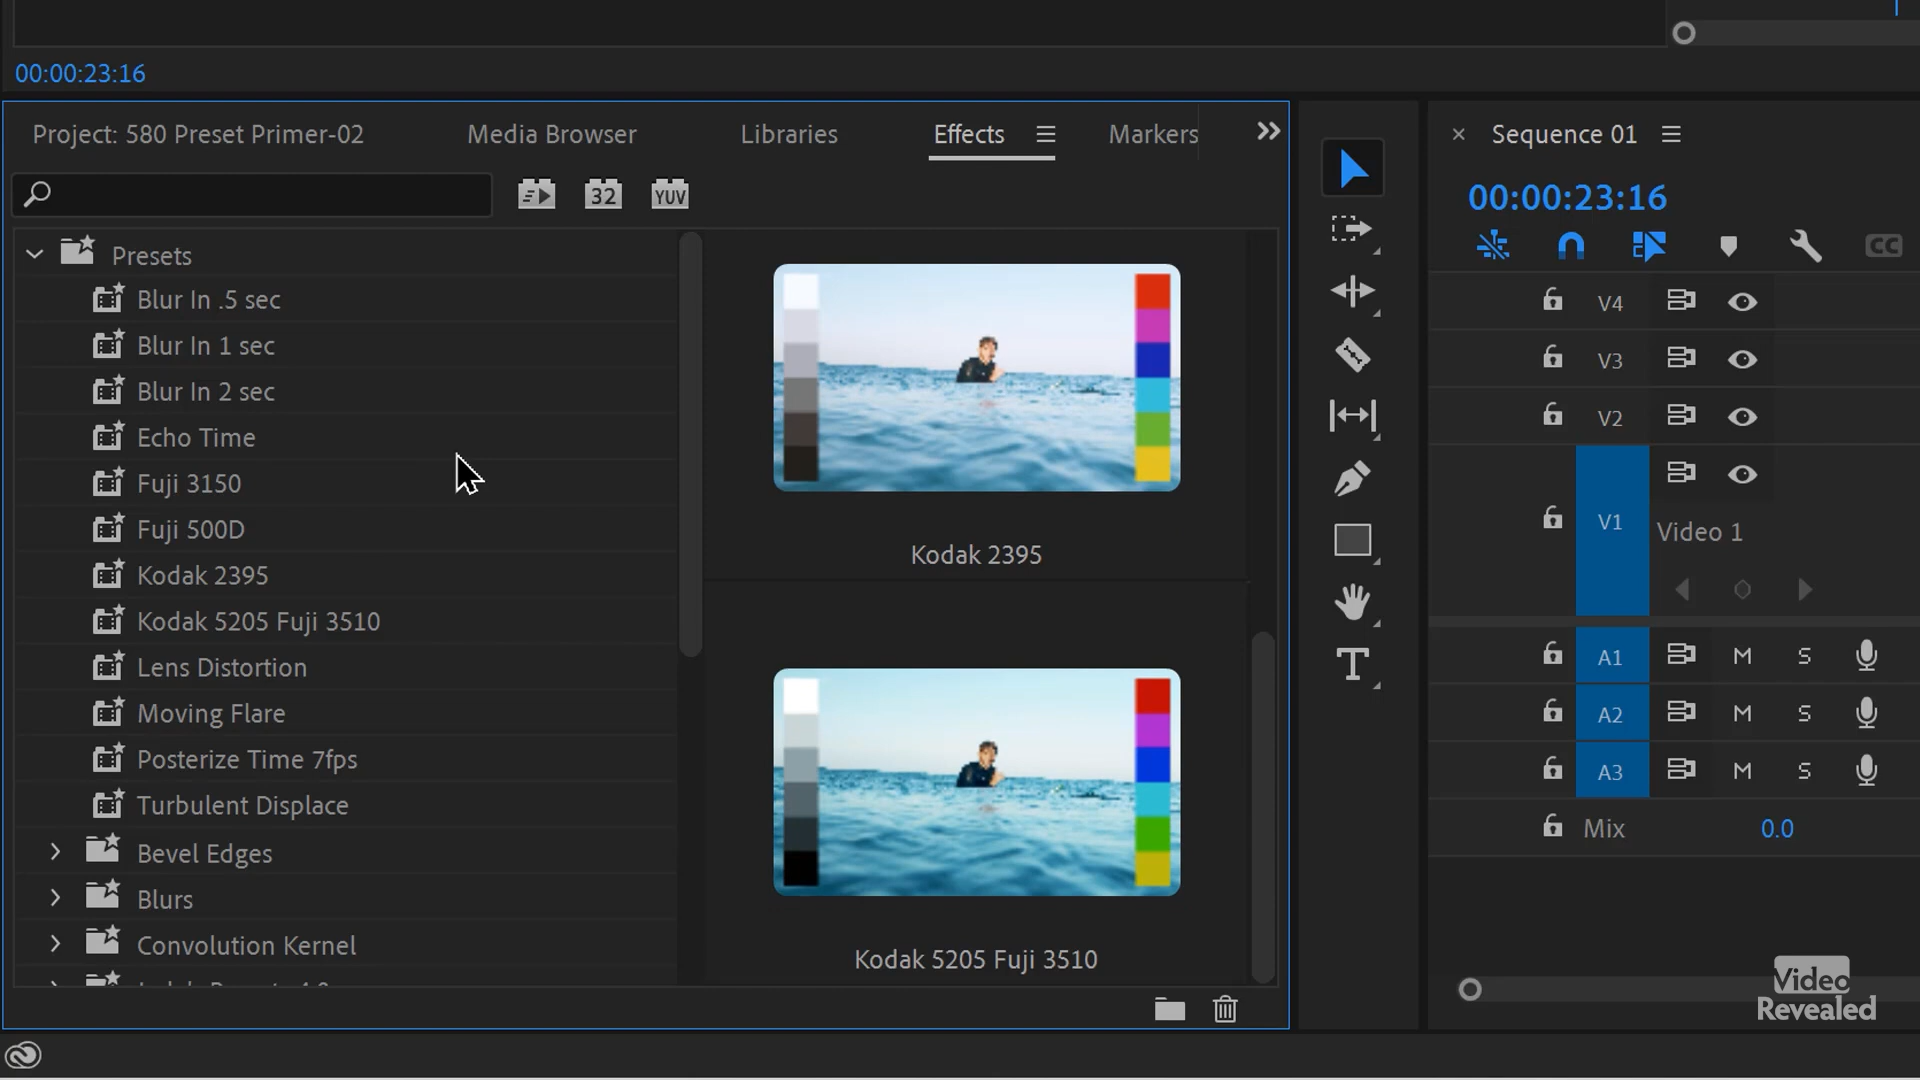 00:00:23:16
Project: 580 Preset Primer-02
Media Browser
Libraries
Effects
Markers
32
YUV
Presets
Blur In .5 sec
Blur In 1 sec
Blur In 2 sec
Echo Time
Fuji 3150
Fuji 500D
Kodak 2395
Kodak 5205 Fuji 3510
Lens Distortion
Moving Flare
Posterize Time 7fps
Turbulent Displace
Bevel Edges
Blurs
Convolution Kernel
Kodak 2395
Kodak 5205 Fuji 3510
Sequence 01
00:00:23:16
CC
V4
V3
V2
V1
Video 1
A1 M S
A2 M S
A3 M S
Mix 0.0
Video
Revealed